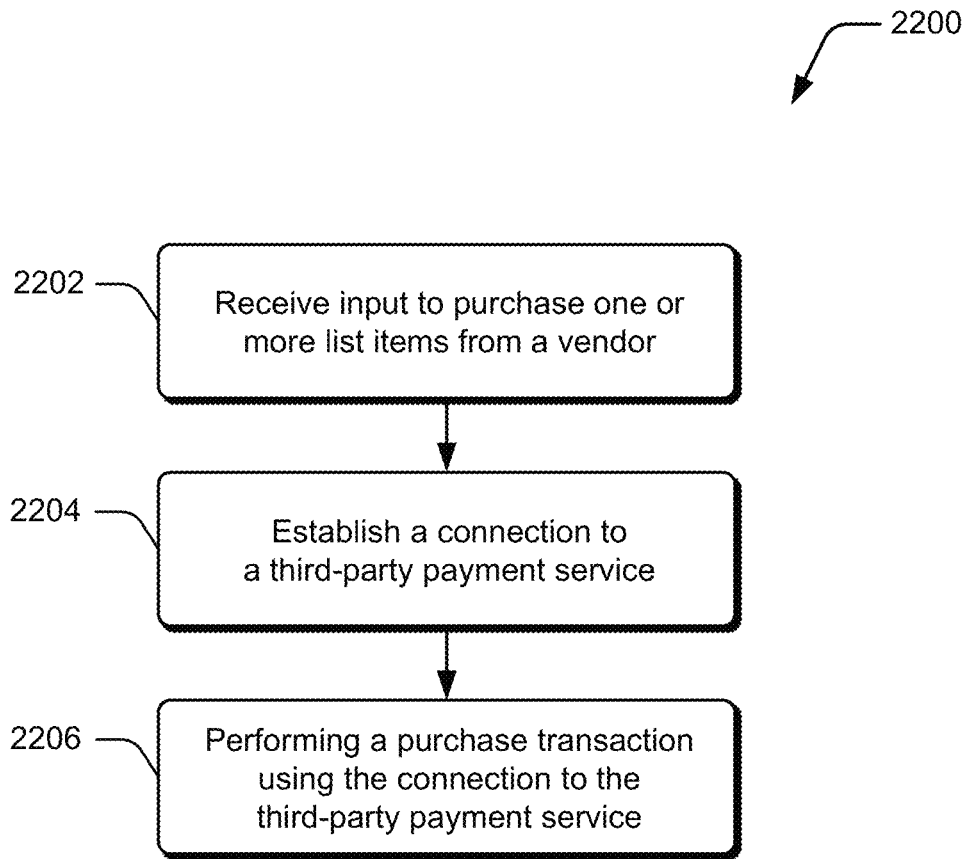 2200
2202
Receive input to purchase one or
more list items from a vendor
2204
Establish a connection to
a third-party payment service
2206
Performing a purchase transaction
using the connection to the
third-party payment service